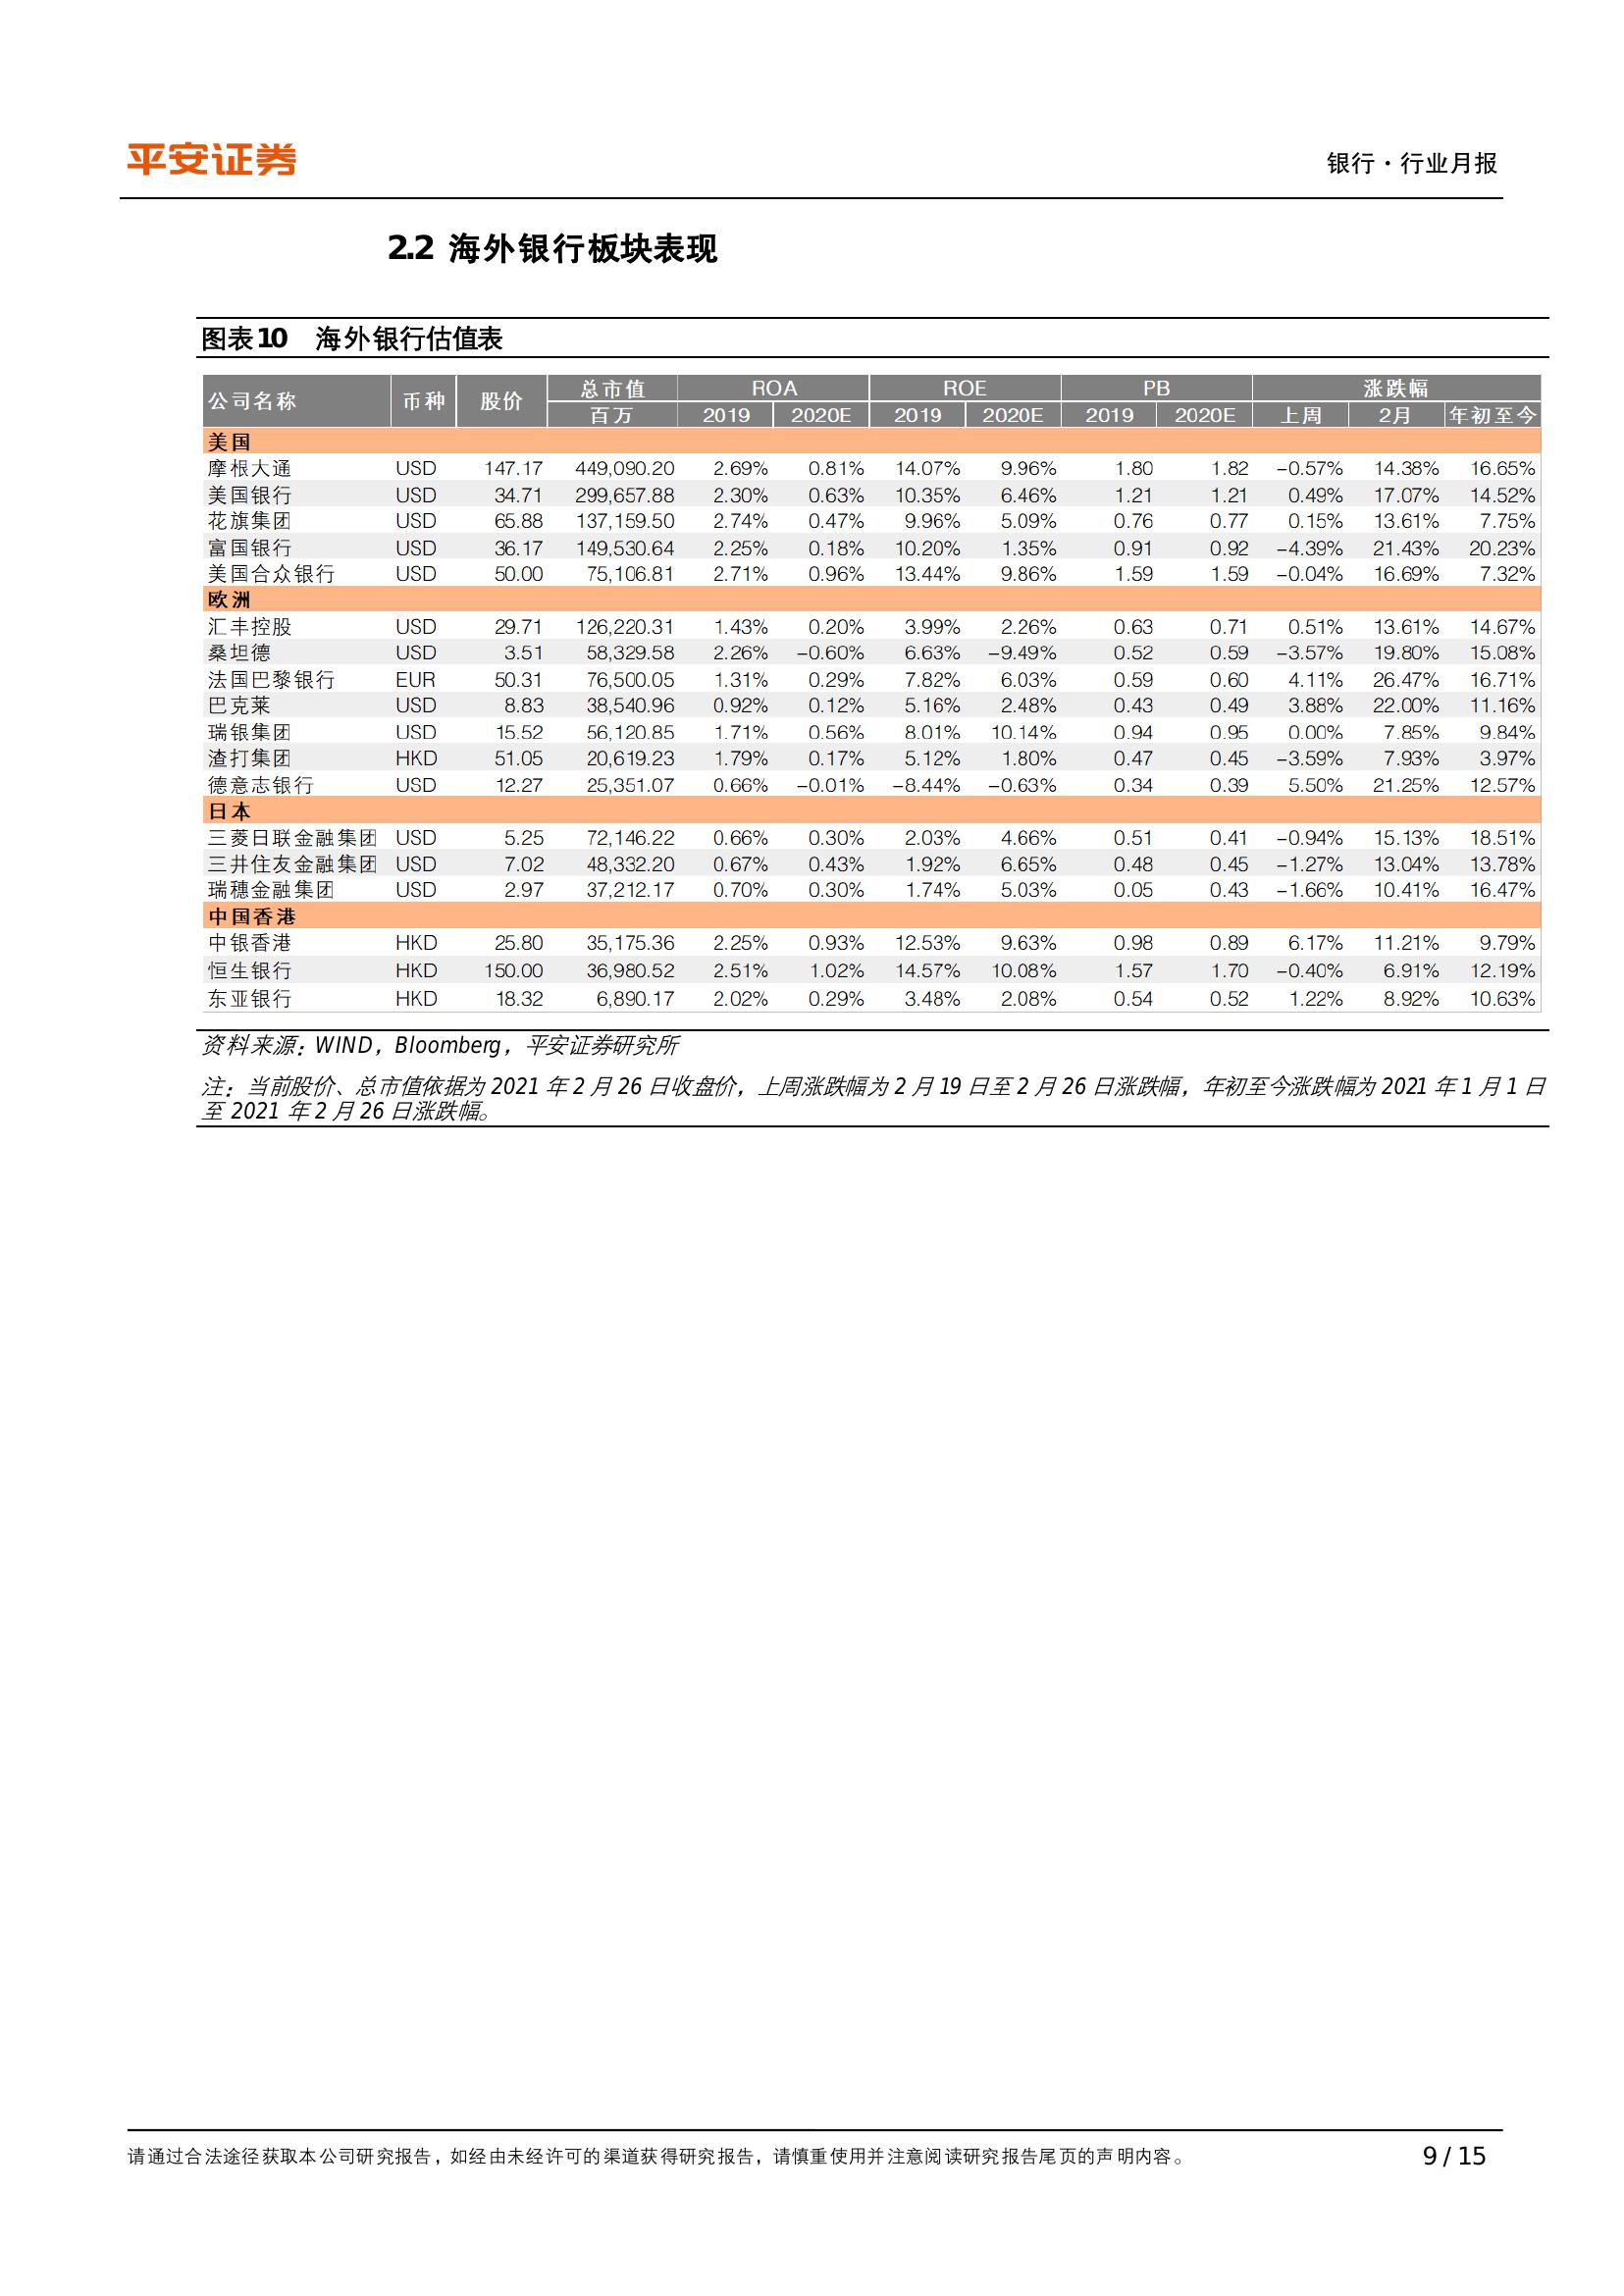 平安证券
银行·行业月报
2.2 海外银行板块表现
图表10 海外银行估值表
公司名称 币种 股价 总市值 ROA ROE PB 涨跌幅
百万 2019 2020E 2019 2020E 2019 2020E 上周 2月 年初至今
美国
摩根大通 USD 147.17 449,090.20 2.69% 0.81% 14.07% 9.96% 1.80 1.82 -0.57% 14.38% 16.65%
美国银行 USD 34.71 299,657.88 2.30% 0.63% 10.35% 6.46% 1.21 1.21 0.49% 17.07% 14.52%
花旗集团 USD 65.88 137,159.50 2.74% 0.47% 9.96% 5.09% 0.76 0.77 0.15% 13.61% 7.75%
富国银行 USD 36.17 149,530.64 2.25% 0.18% 10.20% 1.35% 0.91 0.92 -4.39% 21.43% 20.23%
美国合众银行 USD 50.00 75,106.81 2.71% 0.96% 13.44% 9.86% 1.59 1.59 -0.04% 16.69% 7.32%
欧洲
汇丰控股 USD 29.71 126,220.31 1.43% 0.20% 3.99% 2.26% 0.63 0.71 0.51% 13.61% 14.67%
桑坦德 USD 3.51 58,329.58 2.26% -0.60% 6.63% -9.49% 0.52 0.59 -3.57% 19.80% 15.08%
法国巴黎银行 EUR 50.31 76,500.05 1.31% 0.29% 7.82% 6.03% 0.59 0.60 4.11% 26.47% 16.71%
巴克莱 USD 8.83 38,540.96 0.92% 0.12% 5.16% 2.48% 0.43 0.49 3.88% 22.00% 11.16%
瑞银集团 USD 15.52 56,120.85 1.71% 0.56% 8.01% 10.14% 0.94 0.95 0.00% 7.85% 9.84%
渣打集团 HKD 51.05 20,619.23 1.79% 0.17% 5.12% 1.80% 0.47 0.45 -3.59% 7.93% 3.97%
德意志银行 USD 12.27 25,351.07 0.66% -0.01% -8.44% -0.63% 0.34 0.39 5.50% 21.25% 12.57%
日本
三菱日联金融集团 USD 5.25 72,146.22 0.66% 0.30% 2.03% 4.66% 0.51 0.41 -0.94% 15.13% 18.51%
三井住友金融集团 USD 7.02 48,332.20 0.67% 0.43% 1.92% 6.65% 0.48 0.45 -1.27% 13.04% 13.78%
瑞穗金融集团 USD 2.97 37,212.17 0.70% 0.30% 1.74% 5.03% 0.05 0.43 -1.66% 10.41% 16.47%
中国香港
中银香港 HKD 25.80 35,175.36 2.25% 0.93% 12.53% 9.63% 0.98 0.89 6.17% 11.21% 9.79%
恒生银行 HKD 150.00 36,980.52 2.51% 1.02% 14.57% 10.08% 1.57 1.70 -0.40% 6.91% 12.19%
东亚银行 HKD 18.32 6,890.17 2.02% 0.29% 3.48% 2.08% 0.54 0.52 1.22% 8.92% 10.63%
资料来源：WIND，Bloomberg，平安证券研究所
注：当前股价、总市值依据为 2021 年 2 月 26 日收盘价，上周涨跌幅为 2 月 19 日至 2 月 26 日涨跌幅，年初至今涨跌幅为 2021 年 1 月 1 日
至 2021 年 2 月 26 日涨跌幅。
请通过合法途径获取本公司研究报告，如经由未经许可的渠道获得研究报告，请慎重使用并注意阅读研究报告尾页的声明内容。
9 / 15